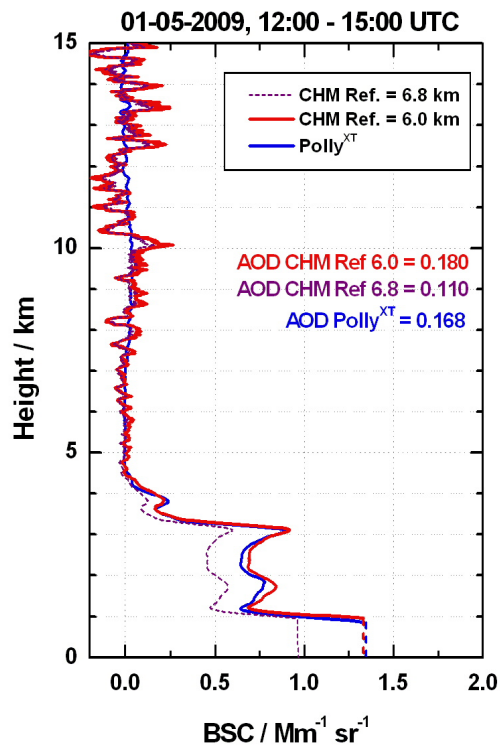 01-05-2009, 12:00 - 15:00 UTC
15
CHM Ref. = 6.8 km
CHM Ref. = 6.0 km
Polly^XT
10
AOD CHM Ref 6.0 = 0.180
AOD CHM Ref 6.8 = 0.110
AOD Polly^XT = 0.168
Height / km
5
0
0.0 0.5 1.0 1.5 2.0
BSC / Mm^-1 sr^-1